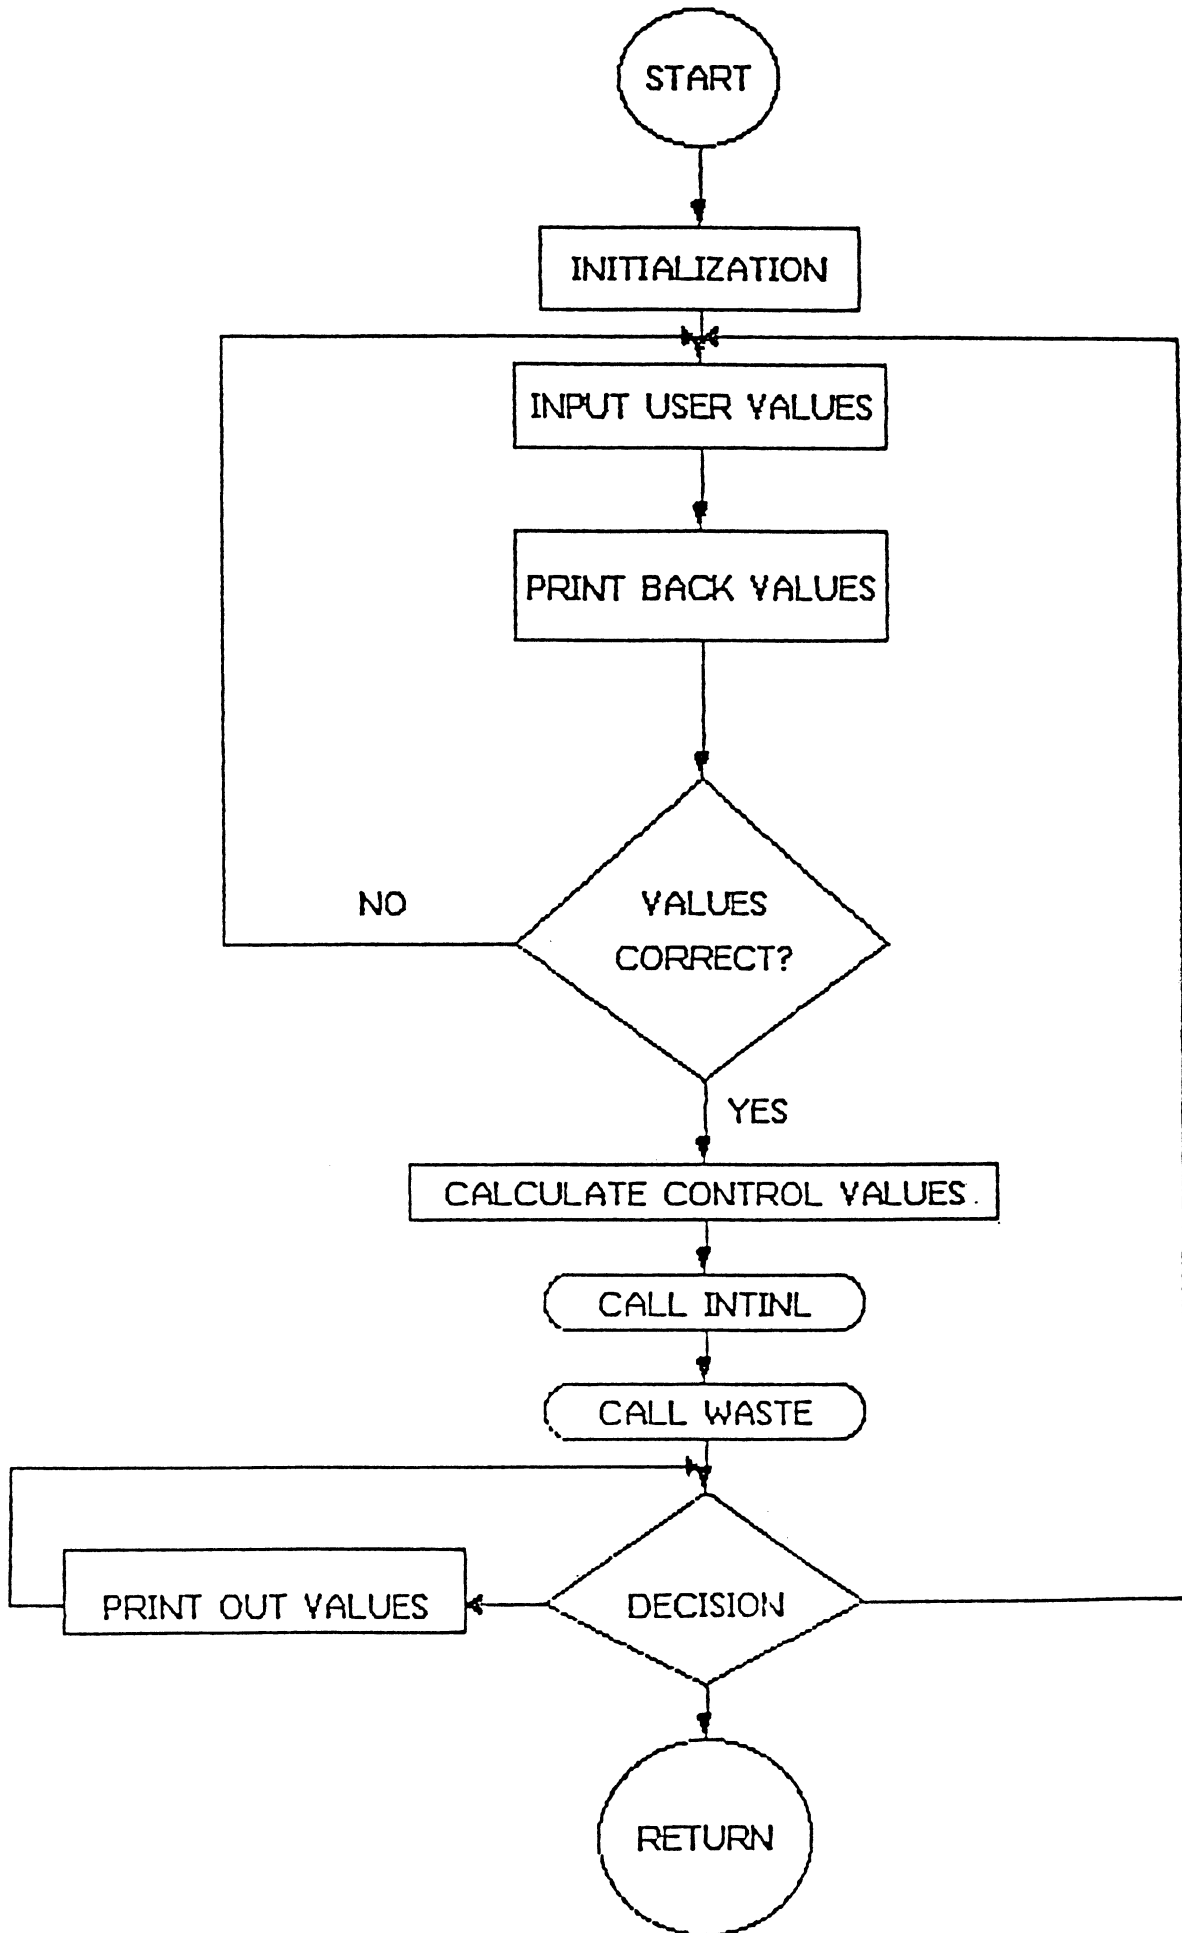 START
INITIALIZATION
INPUT USER VALUES
PRINT BACK VALUES
NO
VALUES
CORRECT?
YES
CALCULATE CONTROL VALUES
CALL INTINL
CALL WASTE
PRINT OUT VALUES
DECISION
RETURN